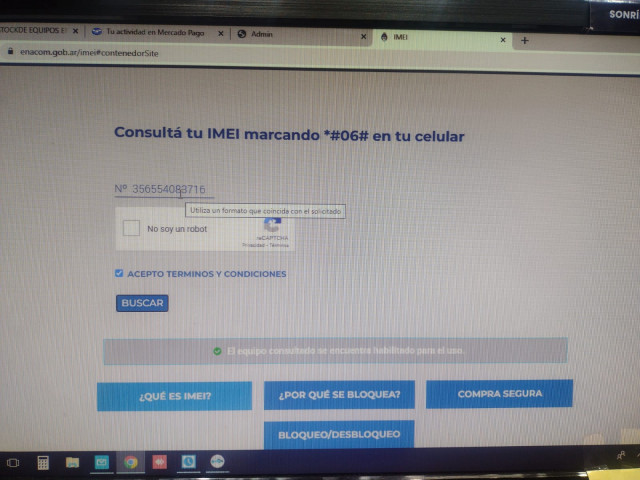 SONRÍ
TOCKDE EQUIPOS E
Tu actividad en Mercado Pago
Admin
IMEI
enacom.gob.ar/imei#contenedorSite
Consultá tu IMEI marcando *#06# en tu celular
Nº 356554083716
Utiliza un formato que coincida con el solicitado
No soy un robot
reCAPTCHA
Privacidad - Términos
ACEPTO TERMINOS Y CONDICIONES
BUSCAR
El equipo consultado se encuentra habilitado para el uso.
¿QUÉ ES IMEI?
¿POR QUÉ SE BLOQUEA?
COMPRA SEGURA
BLOQUEO/DESBLOQUEO